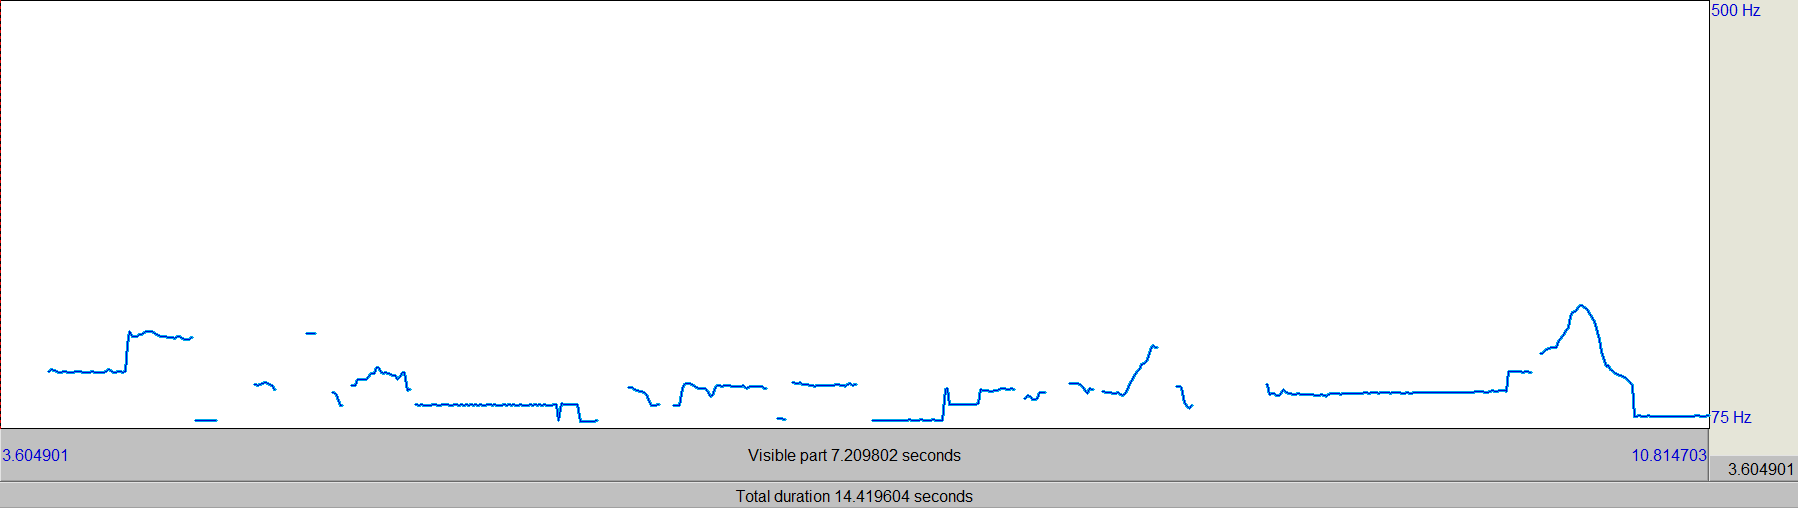 500 Hz
75 Hz
3.604901 Visible part 7.209802 seconds 10.814703
3.604901
Total duration 14.419604 seconds